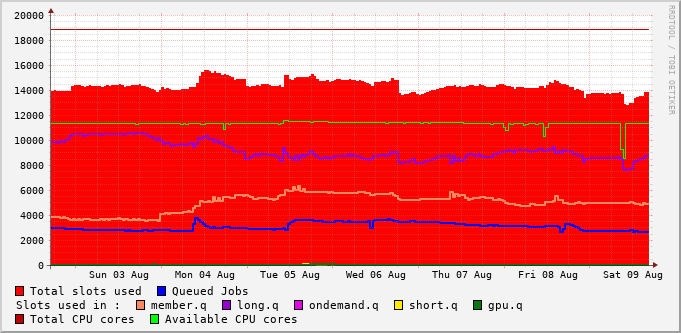 RRDTOOL / TOBI OETIKER
20000
18000
16000
14000
12000
10000
8000
6000
4000
2000
0
Sun 03 Aug Mon 04 Aug Tue 05 Aug Wed 06 Aug Thu 07 Aug Fri 08 Aug Sat 09 Aug
Total slots used Queued Jobs
Slots used in : member.q long.q ondemand.q short.q gpu.q
Total CPU cores Available CPU cores